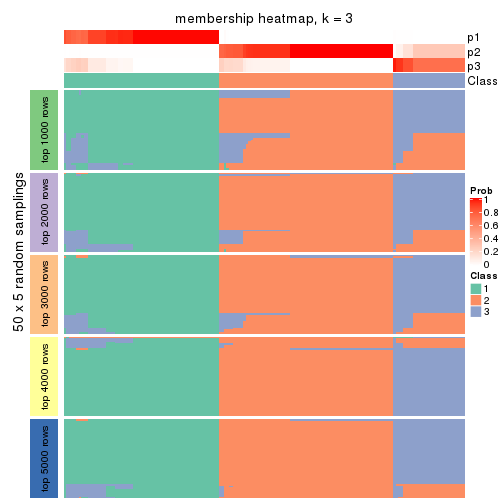 membership heatmap, k = 3
p1
p2
p3
Class
50 x 5 random samplings
top 1000 rows
top 2000 rows
top 3000 rows
top 4000 rows
top 5000 rows
Prob
1
0.8
0.6
0.4
0.2
0
Class
1
2
3